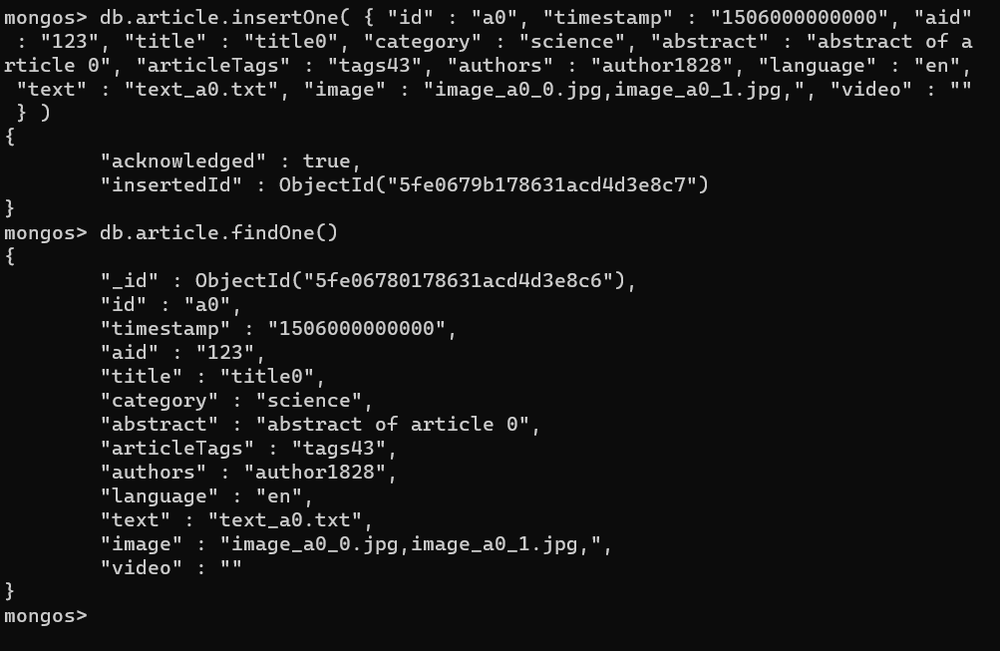 mongos> db.article.insertOne( { "id" : "a0", "timestamp" : "1506000000000", "aid"
 : "123", "title" : "title0", "category" : "science", "abstract" : "abstract of a
rticle 0", "articleTags" : "tags43", "authors" : "author1828", "language" : "en",
 "text" : "text_a0.txt", "image" : "image_a0_0.jpg,image_a0_1.jpg,", "video" : ""
 } )
{
        "acknowledged" : true,
        "insertedId" : ObjectId("5fe0679b178631acd4d3e8c7")
}
mongos> db.article.findOne()
{
        "_id" : ObjectId("5fe06780178631acd4d3e8c6"),
        "id" : "a0",
        "timestamp" : "1506000000000",
        "aid" : "123",
        "title" : "title0",
        "category" : "science",
        "abstract" : "abstract of article 0",
        "articleTags" : "tags43",
        "authors" : "author1828",
        "language" : "en",
        "text" : "text_a0.txt",
        "image" : "image_a0_0.jpg,image_a0_1.jpg,",
        "video" : ""
}
mongos>